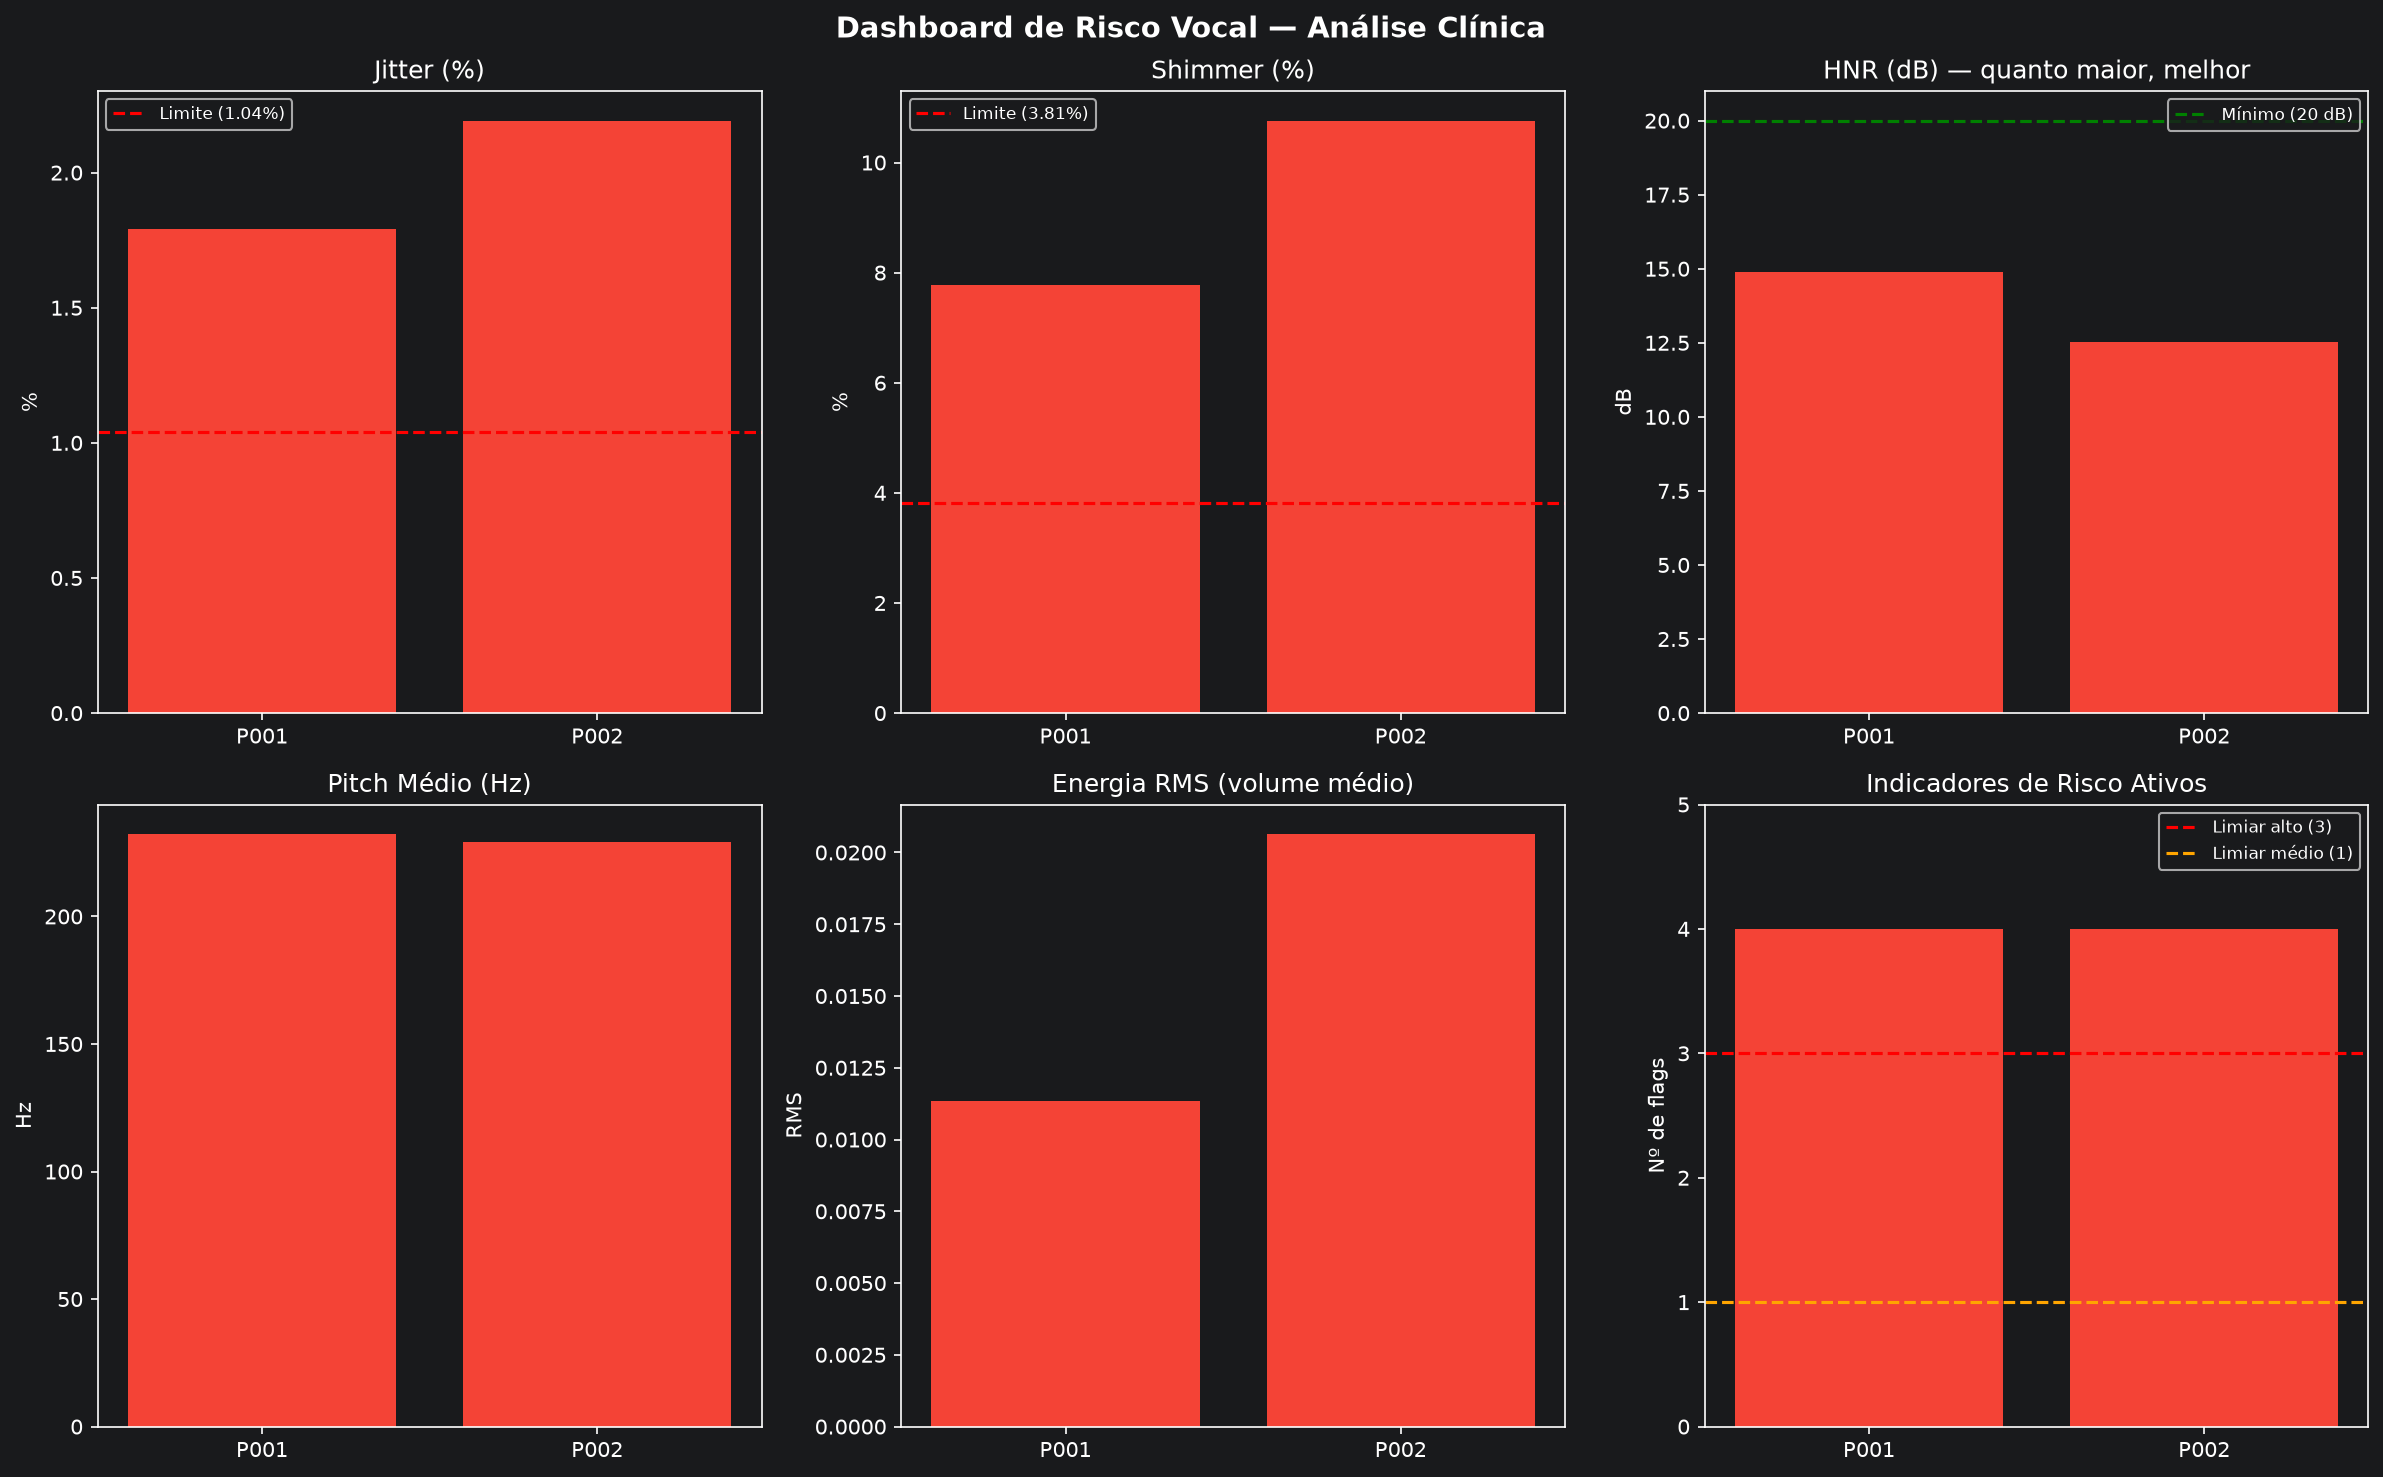 Dashboard de Risco Vocal — Análise Clínica
Jitter (%)
Limite (1.04%)
%
2.0
1.5
1.0
0.5
0.0
P001 P002
Shimmer (%)
Limite (3.81%)
%
10
8
6
4
2
0
P001 P002
HNR (dB) — quanto maior, melhor
Mínimo (20 dB)
dB
20.0
17.5
15.0
12.5
10.0
7.5
5.0
2.5
0.0
P001 P002
Pitch Médio (Hz)
Hz
200
150
100
50
0
P001 P002
Energia RMS (volume médio)
RMS
0.0200
0.0175
0.0150
0.0125
0.0100
0.0075
0.0050
0.0025
0.0000
P001 P002
Indicadores de Risco Ativos
Limiar alto (3)
Limiar médio (1)
Nº de flags
5
4
3
2
1
0
P001 P002